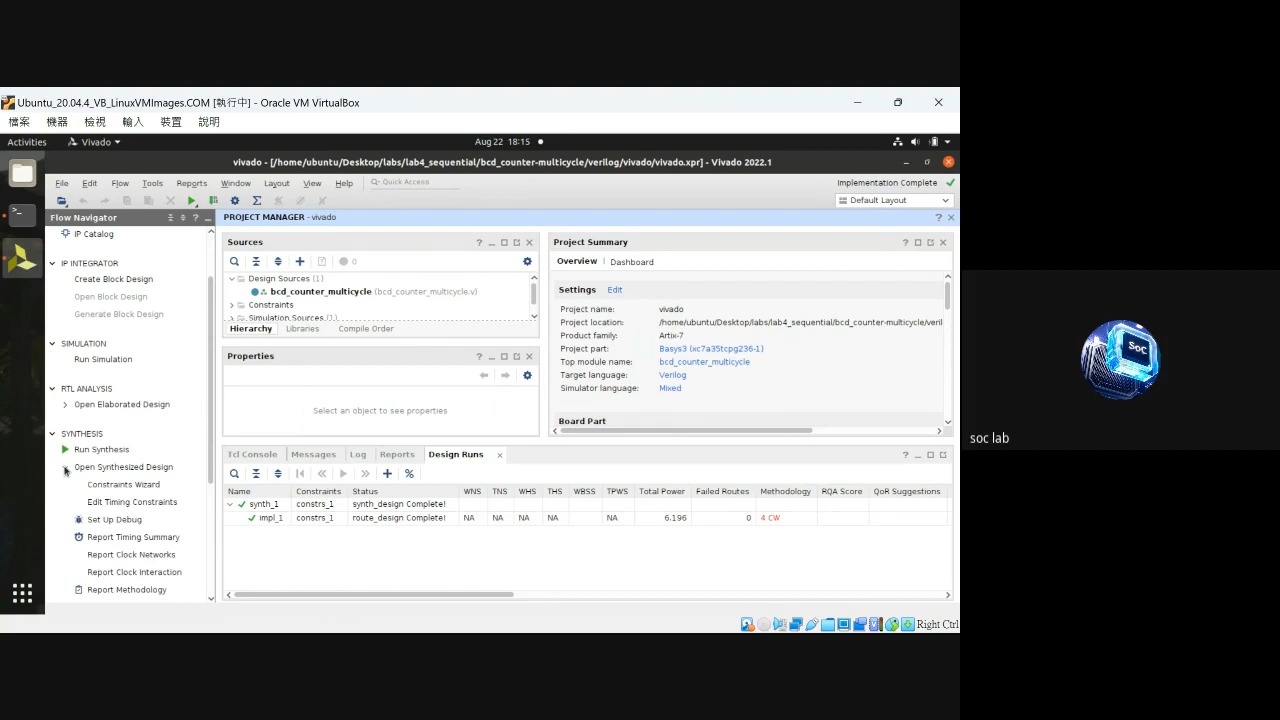 Ubuntu_20.04.4_VB_LinuxVMImages.COM [執行中] - Oracle VM VirtualBox
檔案 機器 檢視 輸入 裝置 說明
Activities Vivado Aug 22 18:15
vivado - [/home/ubuntu/Desktop/labs/lab4_sequential/bcd_counter-multicycle/verilog/vivado/vivado.xpr] - Vivado 2022.1
File Edit Flow Tools Reports Window Layout View Help Quick Access Implementation Complete
Default Layout
Flow Navigator
IP Catalog
IP INTEGRATOR
Create Block Design
Open Block Design
Generate Block Design
SIMULATION
Run Simulation
RTL ANALYSIS
Open Elaborated Design
SYNTHESIS
Run Synthesis
Open Synthesized Design
Constraints Wizard
Edit Timing Constraints
Set Up Debug
Report Timing Summary
Report Clock Networks
Report Clock Interaction
Report Methodology
PROJECT MANAGER - vivado
Sources
0
Design Sources (1)
bcd_counter_multicycle (bcd_counter_multicycle.v)
Constraints
Simulation Sources (1)
Hierarchy Libraries Compile Order
Properties
Select an object to see properties
Project Summary
Overview Dashboard
Settings Edit
Project name: vivado
Project location: /home/ubuntu/Desktop/labs/lab4_sequential/bcd_counter-multicycle/veril
Product family: Artix-7
Project part: Basys3 (xc7a35tcpg236-1)
Top module name: bcd_counter_multicycle
Target language: Verilog
Simulator language: Mixed
Board Part
Tcl Console Messages Log Reports Design Runs
Name Constraints Status WNS TNS WHS THS WBSS TPWS Total Power Failed Routes Methodology RQA Score QoR Suggestions
synth_1 constrs_1 synth_design Complete!
impl_1 constrs_1 route_design Complete! NA NA NA NA NA 6.196 0 4 CW
Right Ctrl
SoC
soc lab